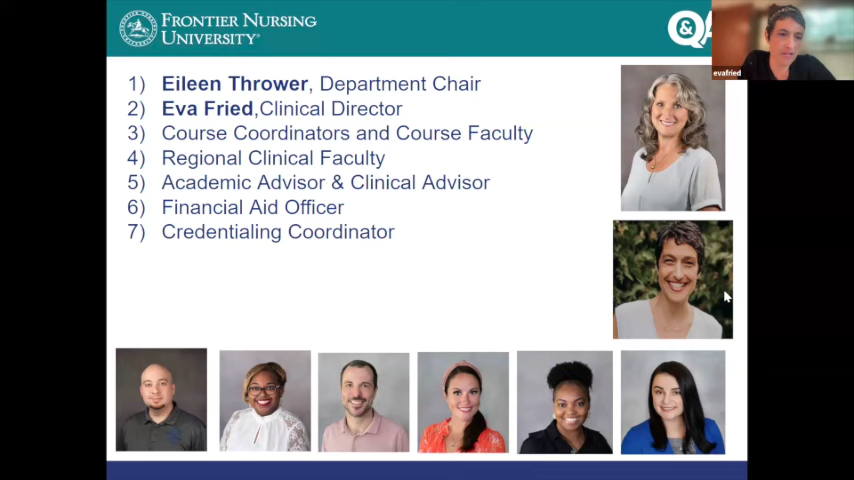 FRONTIER NURSING
UNIVERSITY®
&
Q
evafried
1) Eileen Thrower, Department Chair
2) Eva Fried,Clinical Director
3) Course Coordinators and Course Faculty
4) Regional Clinical Faculty
5) Academic Advisor & Clinical Advisor
6) Financial Aid Officer
7) Credentialing Coordinator